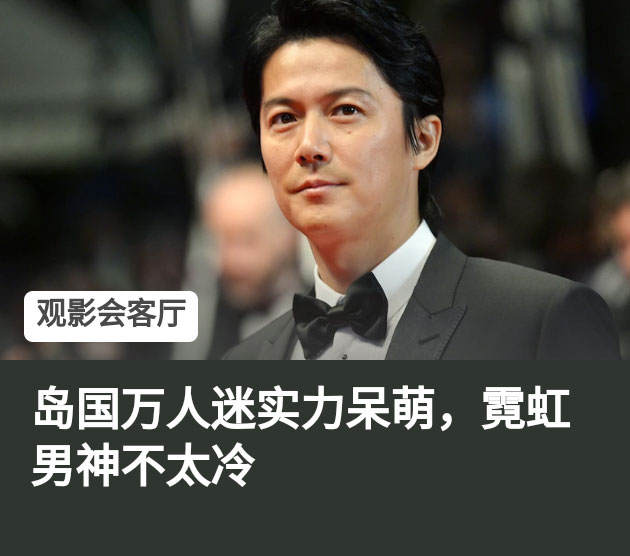 观影会客厅
岛国万人迷实力呆萌，霓虹
男神不太冷